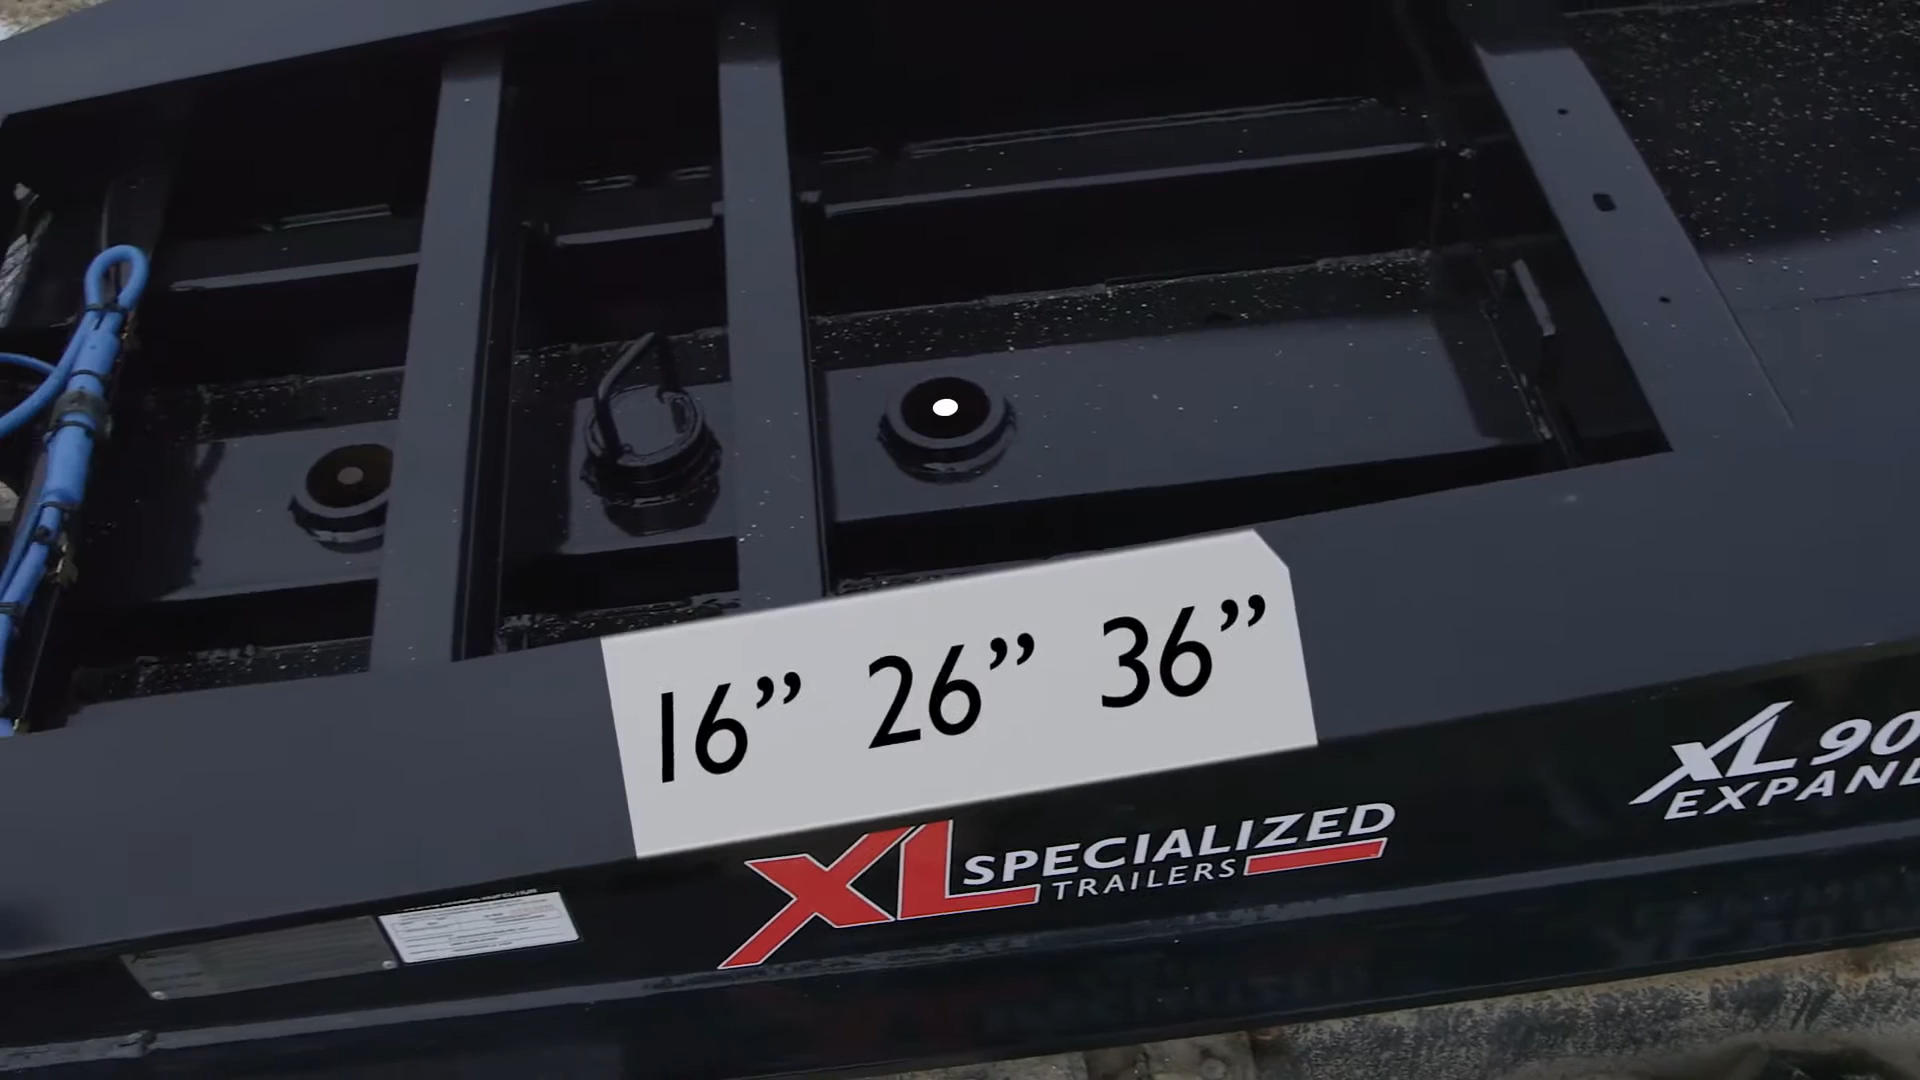 16” 26” 36”
XL SPECIALIZED
TRAILERS
XL 90
EXPAND